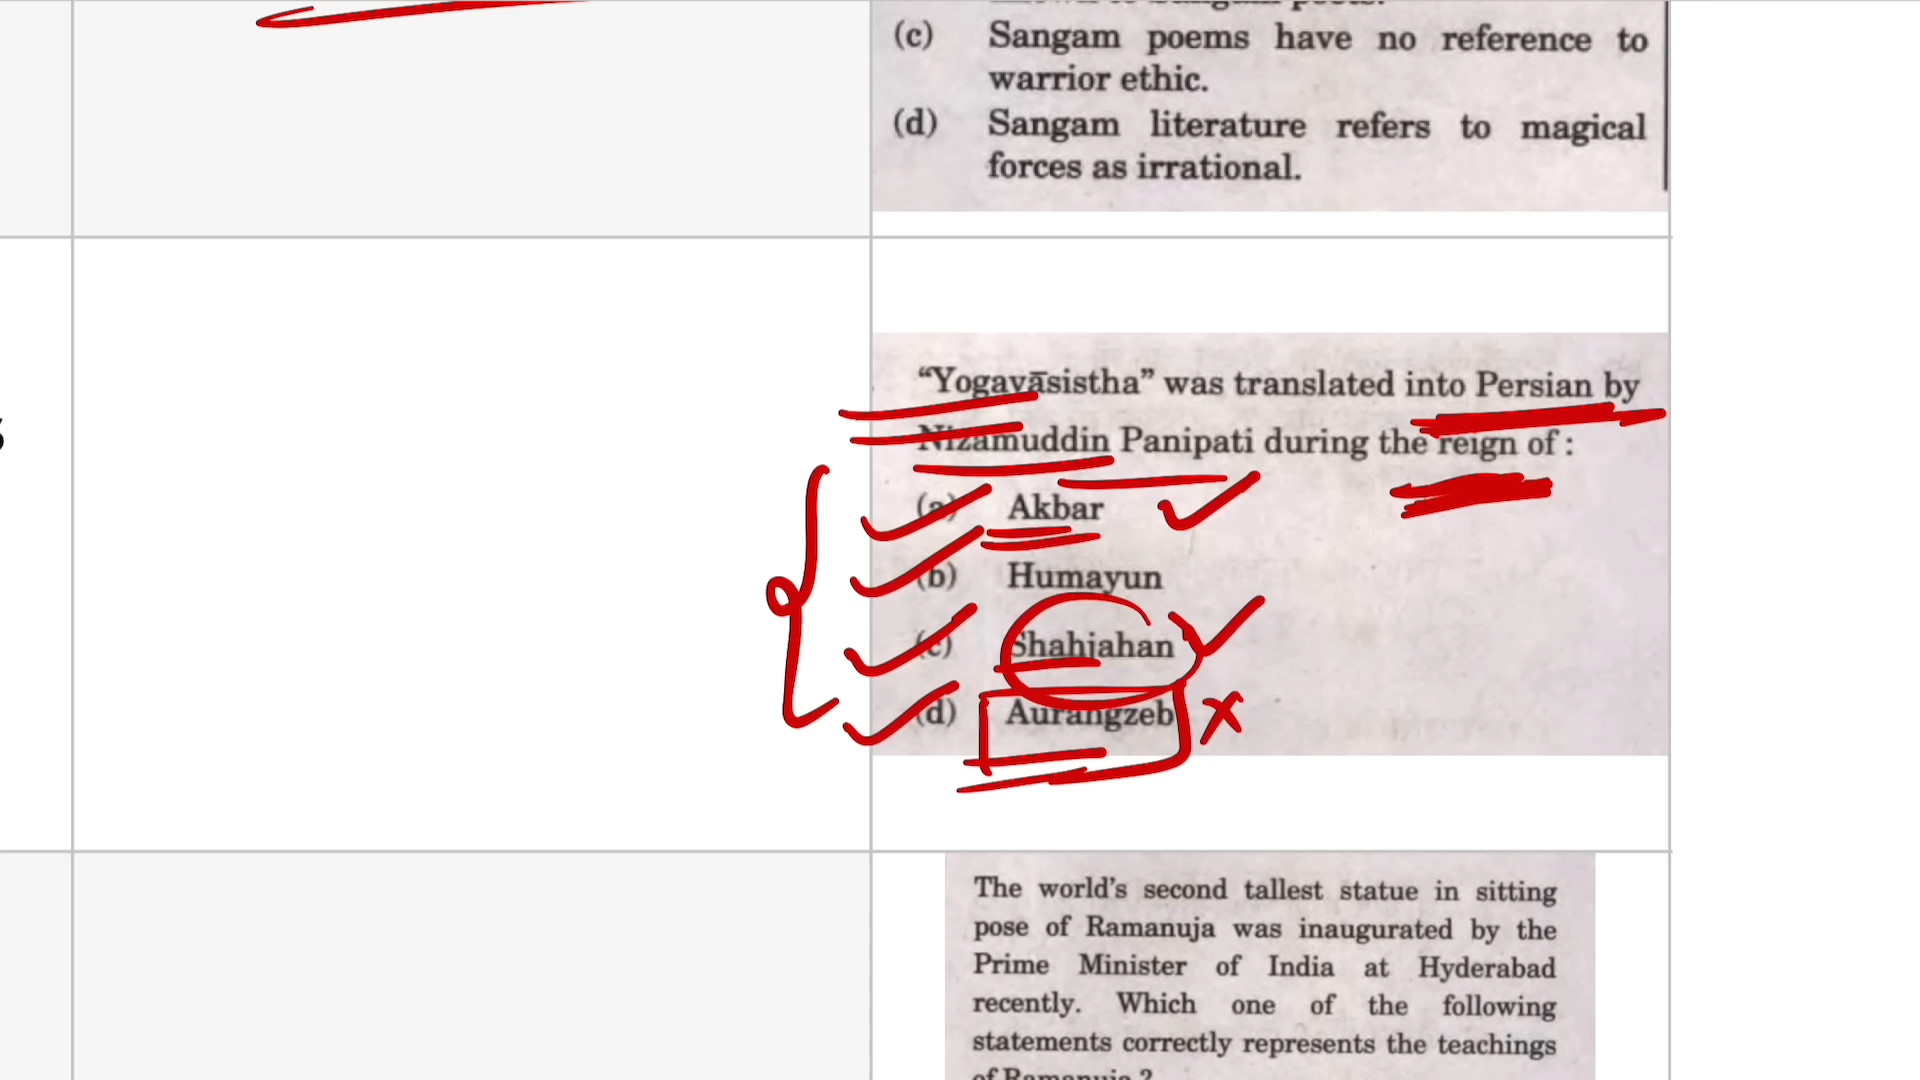 (c) Sangam poems have no reference to
warrior ethic.
(d) Sangam literature refers to magical
forces as irrational.
“Yogavāsistha” was translated into Persian by
Nizamuddin Panipati during the reign of :
(a) Akbar
(b) Humayun
(c) Shahjahan
(d) Aurangzeb
The world’s second tallest statue in sitting
pose of Ramanuja was inaugurated by the
Prime Minister of India at Hyderabad
recently. Which one of the following
statements correctly represents the teachings
of Ramanuja ?